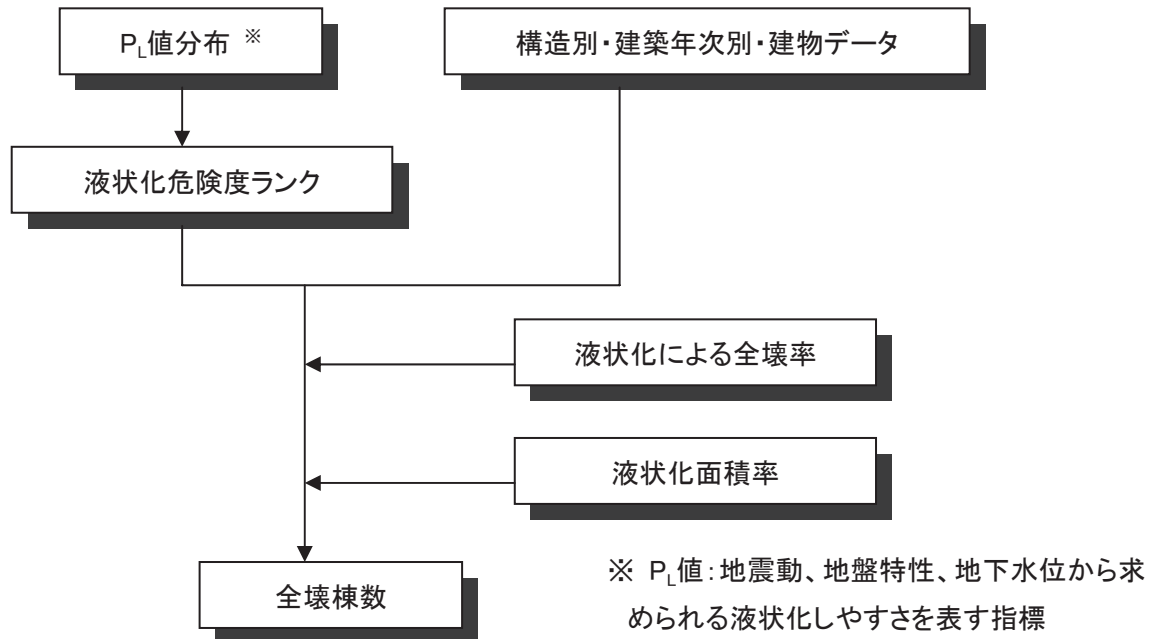 PL値分布 ※
構造別・建築年次別・建物データ
液状化危険度ランク
液状化による全壊率
液状化面積率
全壊棟数
※ PL値：地震動、地盤特性、地下水位から求
められる液状化しやすさを表す指標